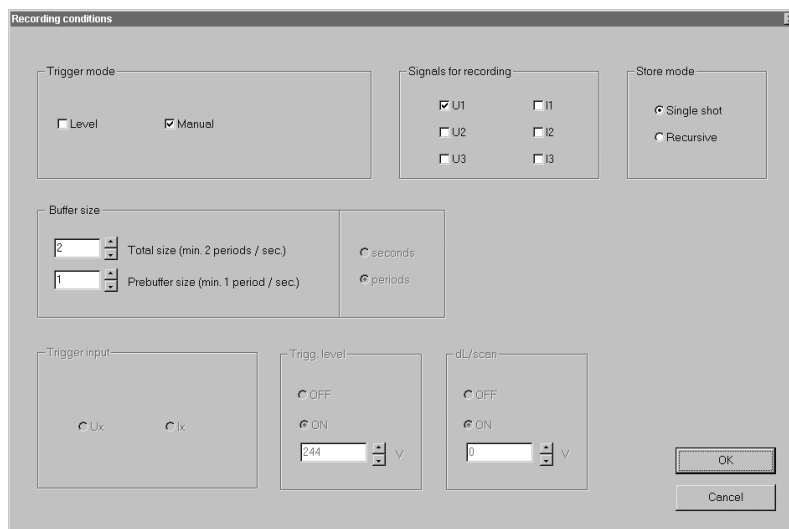 Recording conditions
Trigger mode
Level
Manual
Signals for recording
U1
I1
U2
I2
U3
I3
Store mode
Single shot
Recursive
Buffer size
2
Total size (min. 2 periods / sec.)
1
Prebuffer size (min. 1 period / sec.)
seconds
periods
Trigger input
Ux
Ix
Trigg. level
OFF
ON
244
V
dL/scan
OFF
ON
0
V
OK
Cancel